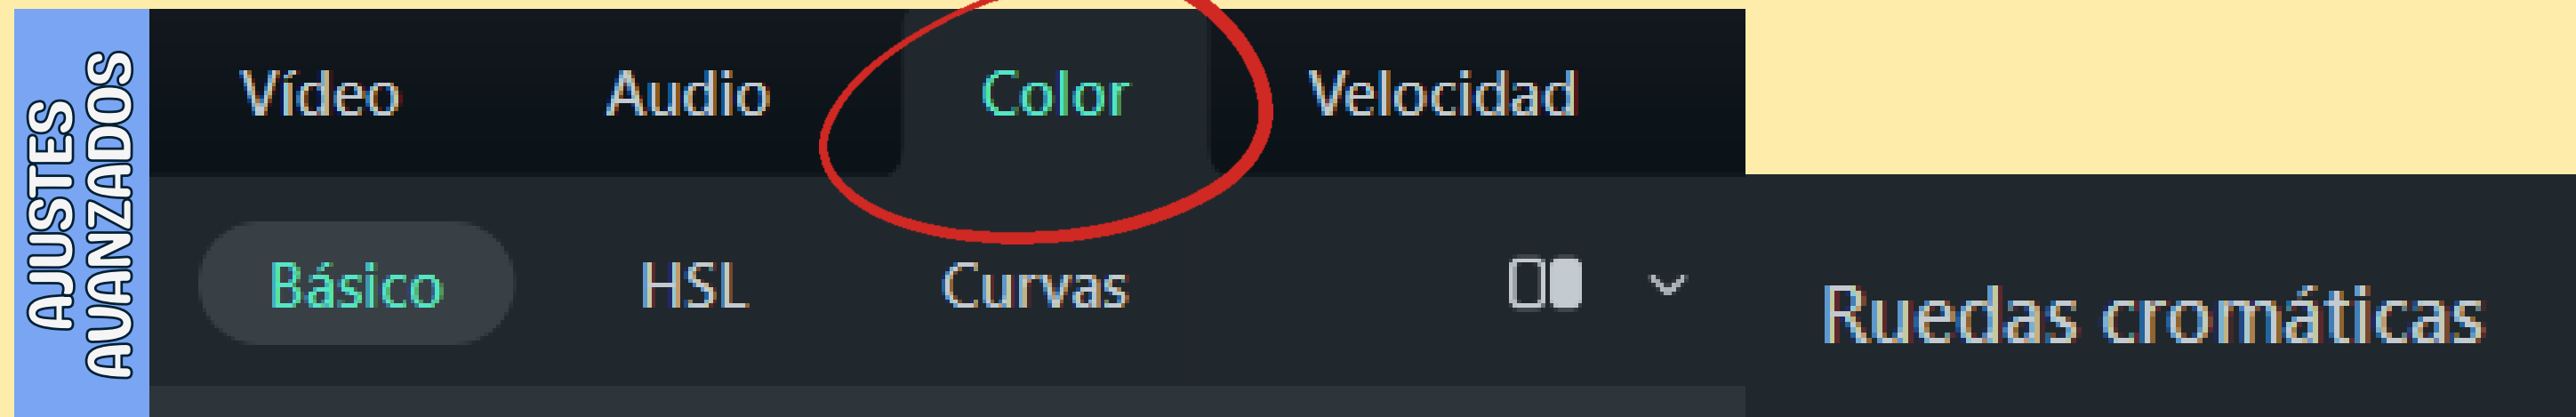 AJUSTES
AVANZADOS
Vídeo Audio Color Velocidad
Básico HSL Curvas
Ruedas cromáticas